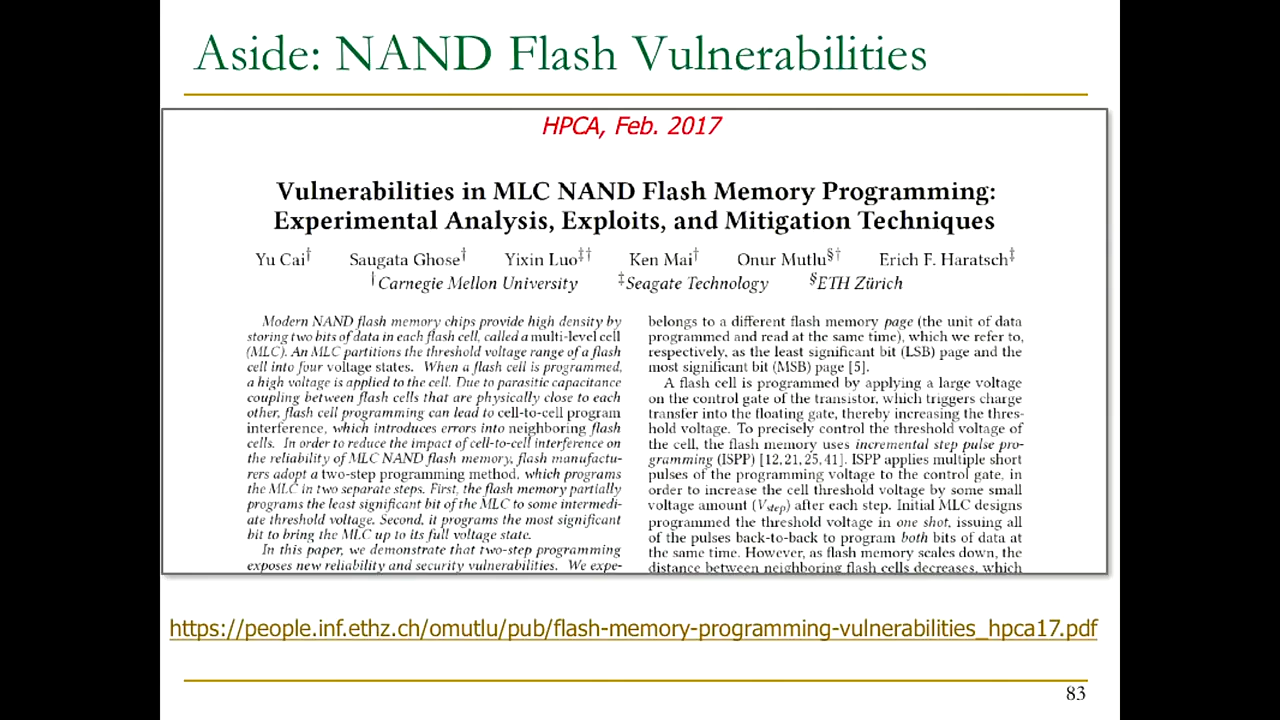 Aside: NAND Flash Vulnerabilities
HPCA, Feb. 2017
Vulnerabilities in MLC NAND Flash Memory Programming:
Experimental Analysis, Exploits, and Mitigation Techniques
Yu Cai† Saugata Ghose† Yixin Luo‡† Ken Mai† Onur Mutlu§† Erich F. Haratsch‡
†Carnegie Mellon University ‡Seagate Technology §ETH Zürich
Modern NAND flash memory chips provide high density by
storing two bits of data in each flash cell, called a multi-level cell
(MLC). An MLC partitions the threshold voltage range of a flash
cell into four voltage states. When a flash cell is programmed,
a high voltage is applied to the cell. Due to parasitic capacitance
coupling between flash cells that are physically close to each
other, flash cell programming can lead to cell-to-cell program
interference, which introduces errors into neighboring flash
cells. In order to reduce the impact of cell-to-cell interference on
the reliability of MLC NAND flash memory, flash manufactu-
rers adopt a two-step programming method, which programs
the MLC in two separate steps. First, the flash memory partially
programs the least significant bit of the MLC to some intermedi-
ate threshold voltage. Second, it programs the most significant
bit to bring the MLC up to its full voltage state.
In this paper, we demonstrate that two-step programming
exposes new reliability and security vulnerabilities. We expe-
belongs to a different flash memory page (the unit of data
programmed and read at the same time), which we refer to,
respectively, as the least significant bit (LSB) page and the
most significant bit (MSB) page [5].
A flash cell is programmed by applying a large voltage
on the control gate of the transistor, which triggers charge
transfer into the floating gate, thereby increasing the thres-
hold voltage. To precisely control the threshold voltage of
the cell, the flash memory uses incremental step pulse pro-
gramming (ISPP) [12,21,25,41]. ISPP applies multiple short
pulses of the programming voltage to the control gate, in
order to increase the cell threshold voltage by some small
voltage amount (Vstep) after each step. Initial MLC designs
programmed the threshold voltage in one shot, issuing all
of the pulses back-to-back to program both bits of data at
the same time. However, as flash memory scales down, the
distance between neighboring flash cells decreases, which
https://people.inf.ethz.ch/omutlu/pub/flash-memory-programming-vulnerabilities_hpca17.pdf
83